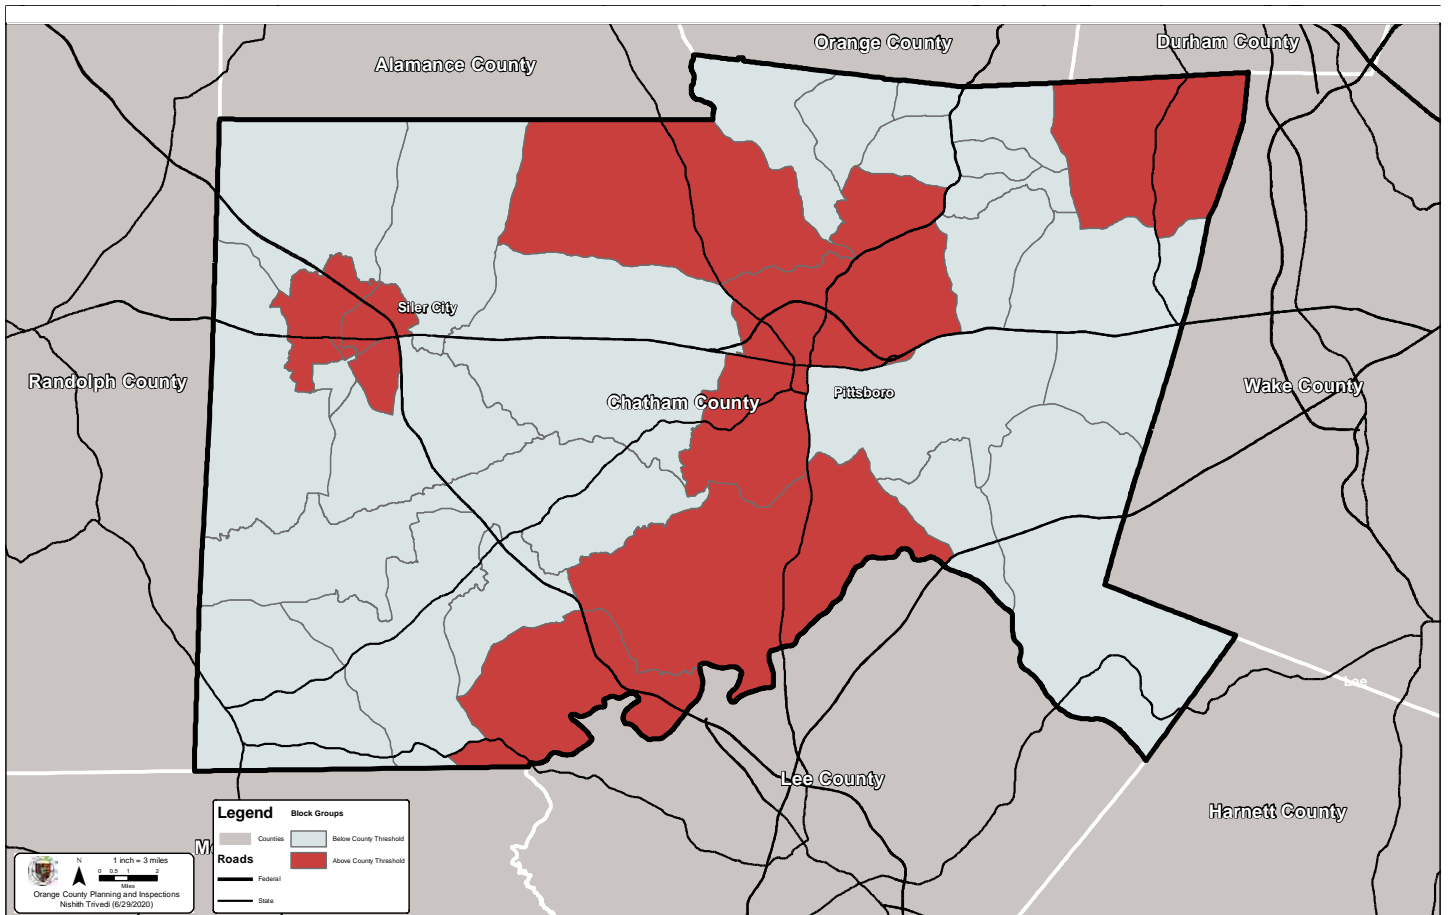 Orange County
Durham County
Alamance County
Siler City
Randolph County
Wake County
Chatham County
Pittsboro
Lee
Lee County
Harnett County
Legend
Block Groups
Counties
Below County Threshold
Roads
Above County Threshold
Federal
State
N
1 inch = 3 miles
0 0.5 1 2
Miles
Orange County Planning and Inspections
Nishith Trivedi (6/29/2020)